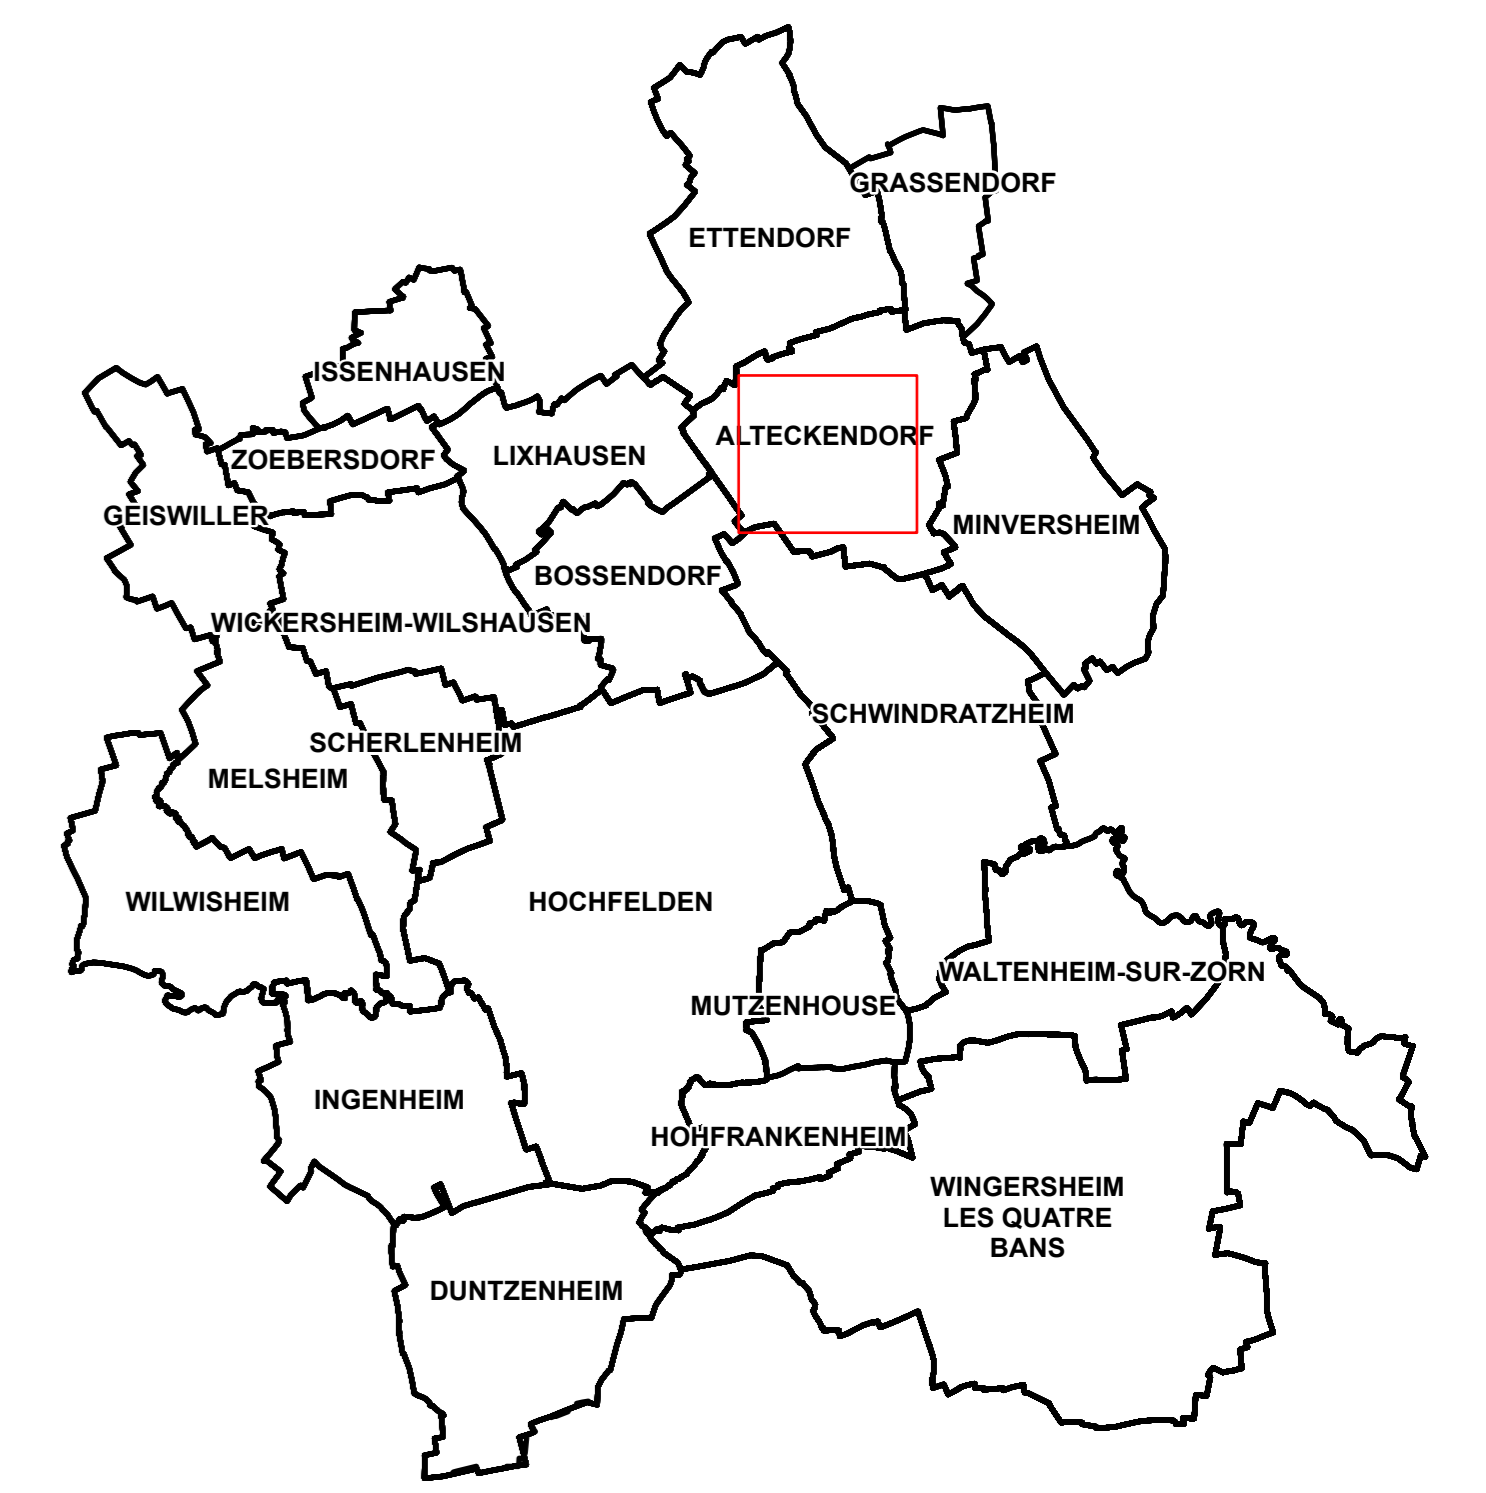 GRASSENDORF
ETTENDORF
ISSENHAUSEN
ALTECKENDORF
LIXHAUSEN
ZOEBERSDORF
GEISWILLER
MINVERSHEIM
BOSSENDORF
WICKERSHEIM-WILSHAUSEN
SCHWINDRATZHEIM
SCHERLENHEIM
MELSHEIM
WILWISHEIM
HOCHFELDEN
WALTENHEIM-SUR-ZORN
MUTZENHOUSE
INGENHEIM
HOHFRANKENHEIM
WINGERSHEIM
LES QUATRE
BANS
DUNTZENHEIM